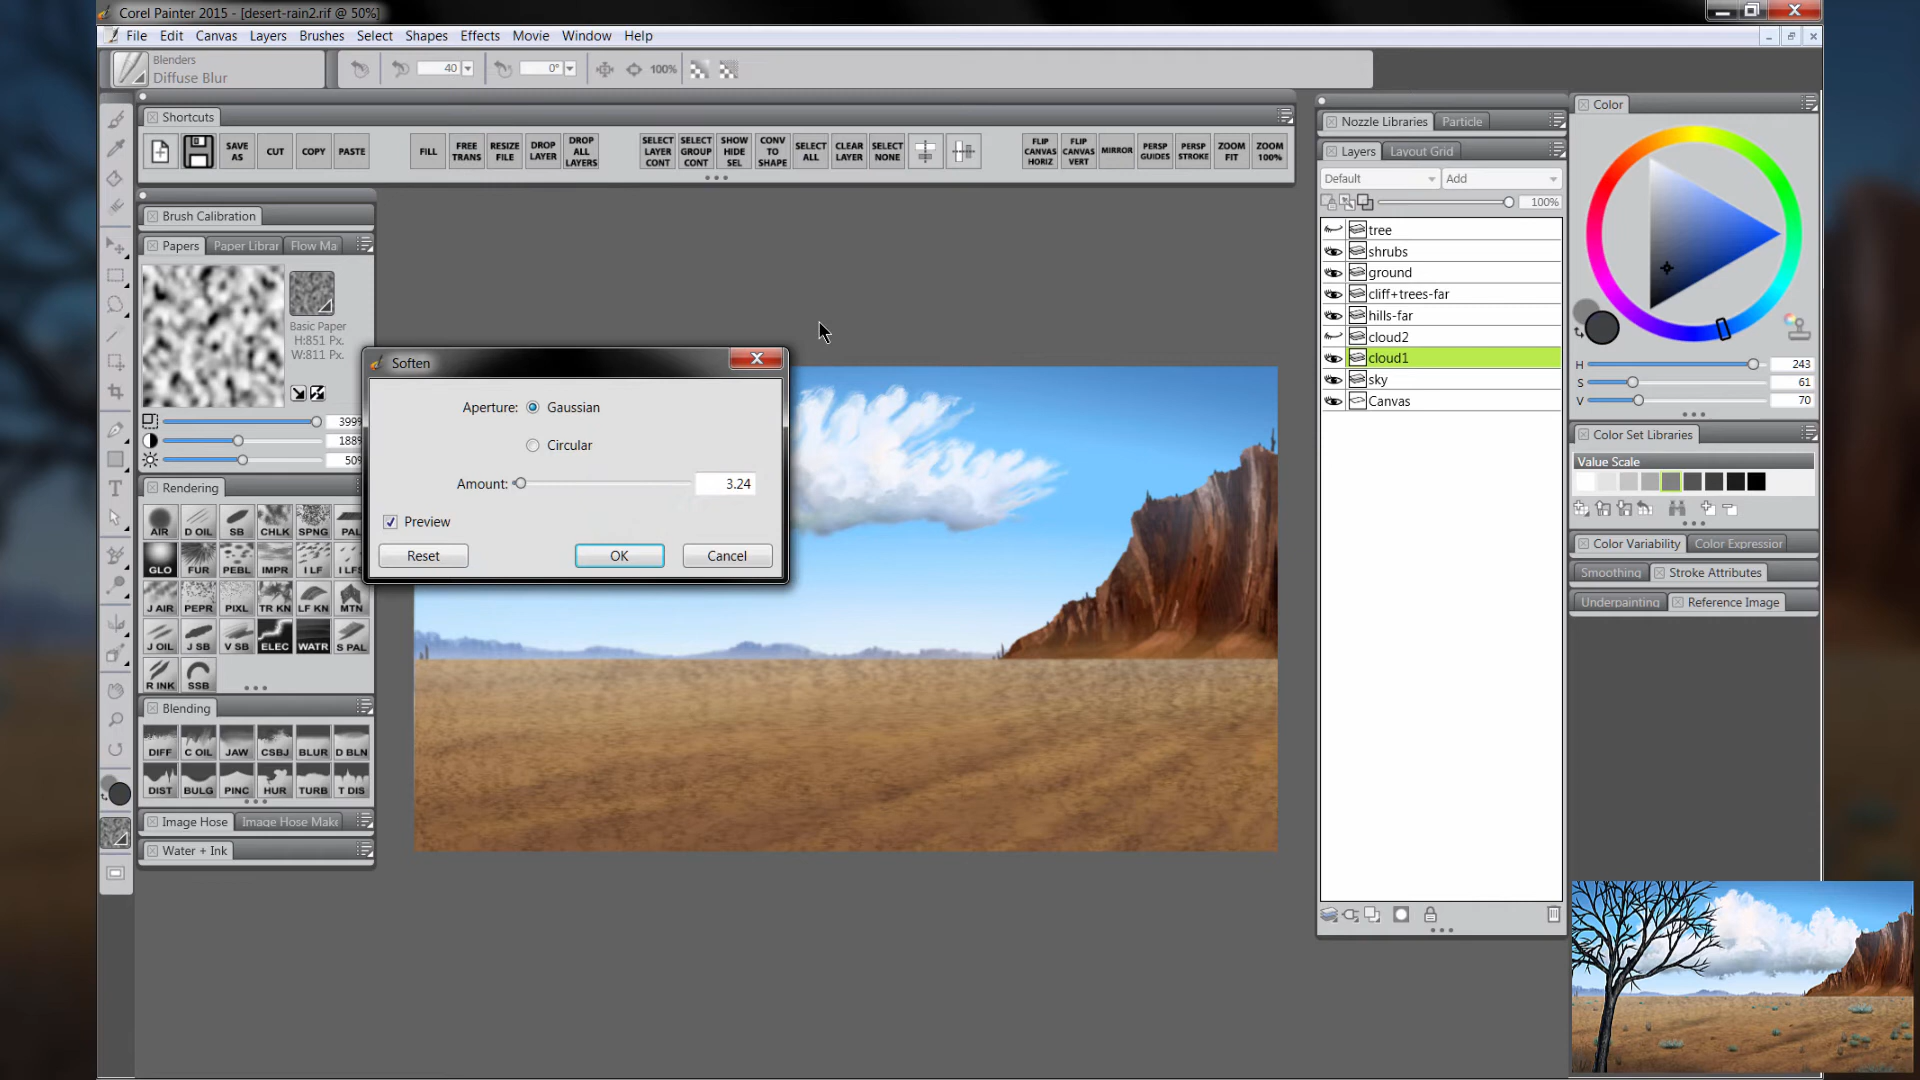 Corel Painter 2015 - [desert-rain2.rif @ 50%]
File Edit Canvas Layers Brushes Select Shapes Effects Movie Window Help
Blenders
Diffuse Blur
40 0° 100%
Shortcuts
SAVE AS CUT COPY PASTE FILL FREE TRANS RESIZE FILE DROP LAYER DROP ALL LAYERS SELECT LAYER CONT SELECT GROUP CONT SHOW HIDE SEL CONV TO SHAPE SELECT ALL CLEAR LAYER SELECT NONE FLIP CANVAS HORIZ FLIP CANVAS VERT MIRROR PERSP GUIDES PERSP STROKE ZOOM FIT ZOOM 100%
Brush Calibration
Papers Paper Librar Flow Ma
Basic Paper
H:851 Px.
W:811 Px.
399%
188%
50%
Rendering
AIR D OIL SB CHLK SPNG PAL
GLO FUR PEBL IMPR I LF I LFS
J AIR PEPR PIXL TR KN LF KN MTN
J OIL J SB V SB ELEC WATR S PAL
R INK SSB
Blending
DIFF C OIL JAW CSBJ BLUR D BLN
DIST BULG PINC HUR TURB T DIS
Image Hose Image Hose Make
Water + Ink
Soften
Aperture: Gaussian
Circular
Amount: 3.24
Preview
Reset OK Cancel
Nozzle Libraries Particle
Layers Layout Grid
Default Add
100%
tree
shrubs
ground
cliff+trees-far
hills-far
cloud2
cloud1
sky
Canvas
Color
H 243
S 61
V 70
Color Set Libraries
Value Scale
Color Variability Color Expression
Smoothing Stroke Attributes
Underpainting Reference Image